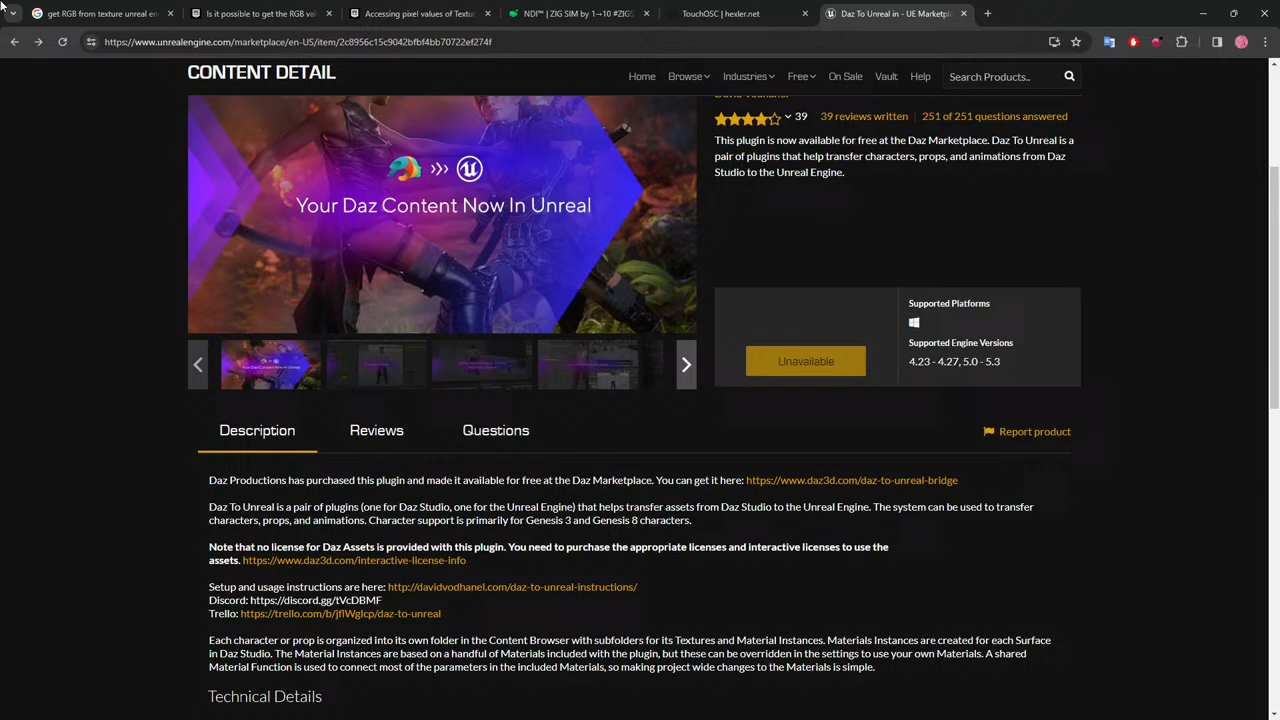 get RGB from texture unreal en
Is it possible to get the RGB va
Accessing pixel values of Textu
NDI™ | ZIG SIM by 1→10 #ZIGS
TouchOSC | hexler.net
Daz To Unreal in - UE Marketpl
https://www.unrealengine.com/marketplace/en-US/item/2c8956c15c9042bfbf4bb70722ef274f
CONTENT DETAIL
Home Browse Industries Free On Sale Vault Help Search Products..
39 39 reviews written 251 of 251 questions answered
This plugin is now available for free at the Daz Marketplace. Daz To Unreal is a
pair of plugins that help transfer characters, props, and animations from Daz
Studio to the Unreal Engine.
Your Daz Content Now In Unreal
Supported Platforms
Supported Engine Versions
Unavailable
4.23 - 4.27, 5.0 - 5.3
Description Reviews Questions
Report product
Daz Productions has purchased this plugin and made it available for free at the Daz Marketplace. You can get it here: https://www.daz3d.com/daz-to-unreal-bridge
Daz To Unreal is a pair of plugins (one for Daz Studio, one for the Unreal Engine) that helps transfer assets from Daz Studio to the Unreal Engine. The system can be used to transfer
characters, props, and animations. Character support is primarily for Genesis 3 and Genesis 8 characters.
Note that no license for Daz Assets is provided with this plugin. You need to purchase the appropriate licenses and interactive licenses to use the
assets. https://www.daz3d.com/interactive-license-info
Setup and usage instructions are here: http://davidvodhanel.com/daz-to-unreal-instructions/
Discord: https://discord.gg/tVcDBMF
Trello: https://trello.com/b/jflWglcp/daz-to-unreal
Each character or prop is organized into its own folder in the Content Browser with subfolders for its Textures and Material Instances. Materials Instances are created for each Surface
in Daz Studio. The Material Instances are based on a handful of Materials included with the plugin, but these can be overridden in the settings to use your own Materials. A shared
Material Function is used to connect most of the parameters in the included Materials, so making project wide changes to the Materials is simple.
Technical Details